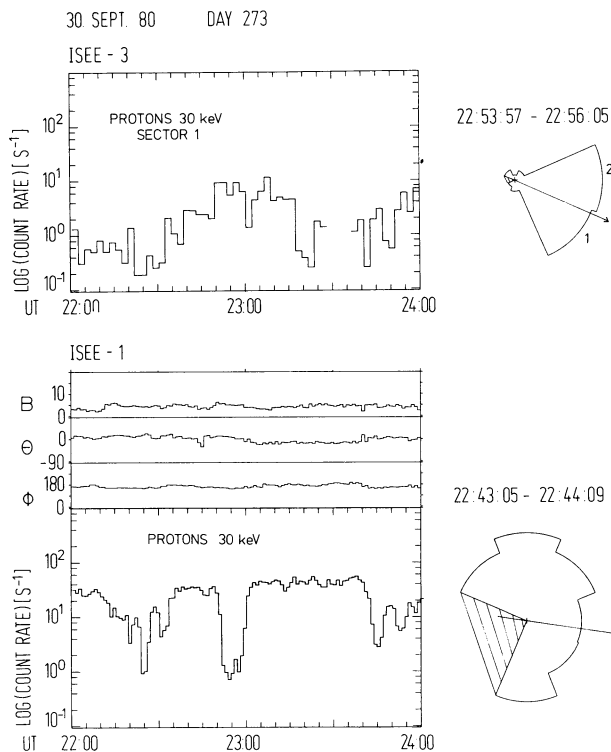 30. SEPT. 80 DAY 273
ISEE - 3
PROTONS 30 keV
SECTOR 1
LOG (COUNT RATE) [S⁻¹]
10²
10¹
10⁰
10⁻¹
UT 22:00 23:00 24:00
22:53:57 - 22:56:05
2
1
ISEE - 1
B 10
0
Θ 0
-90
Φ 180
0
PROTONS 30 keV
LOG (COUNT RATE) [S⁻¹]
10²
10¹
10⁰
10⁻¹
UT 22:00 23:00 24:00
22:43:05 - 22:44:09